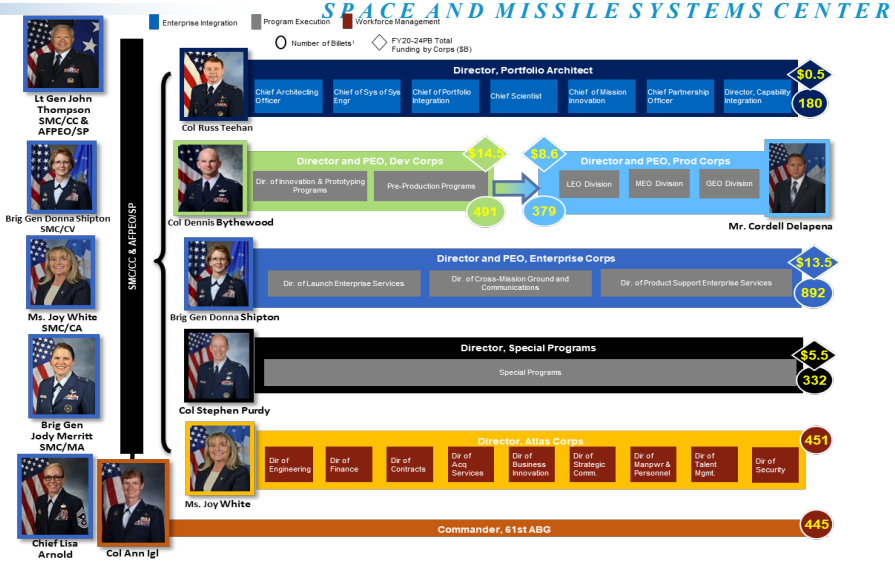 SPACE AND MISSILE SYSTEMS CENTER
Enterprise Integration
Program Execution
Workforce Management
Number of Billets¹
FY20-24PB Total
Funding by Corps ($B)
Lt Gen John
Thompson
SMC/CC &
AFPEO/SP
Brig Gen Donna Shipton
SMC/CV
Ms. Joy White
SMC/CA
Brig Gen
Jody Merritt
SMC/MA
Chief Lisa
Arnold
Col Ann Igl
SMC/CC & AFPEO/SP
Col Russ Teehan
Director, Portfolio Architect
Chief Architecting
Officer
Chief of Sys of Sys
Engr
Chief of Portfolio
Integration
Chief Scientist
Chief of Mission
Innovation
Chief Partnership
Officer
Director, Capability
Integration
$0.5
180
Col Dennis Bythewood
Director and PEO, Dev Corps
Dir. of Innovation & Prototyping
Programs
Pre-Production Programs
$14.5
491
$8.6
379
Director and PEO, Prod Corps
LEO Division
MEO Division
GEO Division
Mr. Cordell Delapena
Brig Gen Donna Shipton
Director and PEO, Enterprise Corps
Dir. of Launch Enterprise Services
Dir. of Cross-Mission Ground and
Communications
Dir. of Product Support Enterprise Services
$13.5
892
Col Stephen Purdy
Director, Special Programs
Special Programs
$5.5
332
Ms. Joy White
Director, Atlas Corps
Dir of
Engineering
Dir of
Finance
Dir of
Contracts
Dir of
Acq
Services
Dir of
Business
Innovation
Dir of
Strategic
Comm.
Dir of
Manpwr &
Personnel
Dir of
Talent
Mgmt.
Dir of
Security
451
Commander, 61st ABG
445